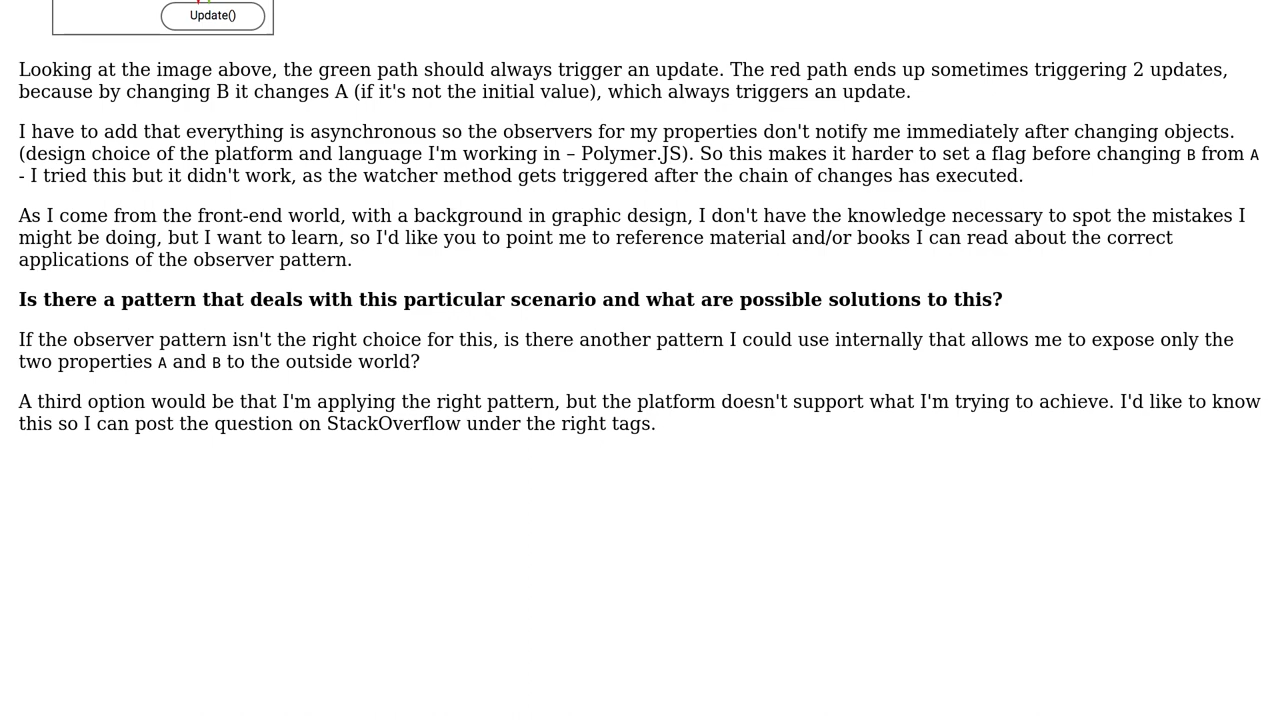 Update()
Looking at the image above, the green path should always trigger an update. The red path ends up sometimes triggering 2 updates,
because by changing B it changes A (if it's not the initial value), which always triggers an update.
I have to add that everything is asynchronous so the observers for my properties don't notify me immediately after changing objects.
(design choice of the platform and language I'm working in – Polymer.JS). So this makes it harder to set a flag before changing B from A
- I tried this but it didn't work, as the watcher method gets triggered after the chain of changes has executed.
As I come from the front-end world, with a background in graphic design, I don't have the knowledge necessary to spot the mistakes I
might be doing, but I want to learn, so I'd like you to point me to reference material and/or books I can read about the correct
applications of the observer pattern.
Is there a pattern that deals with this particular scenario and what are possible solutions to this?
If the observer pattern isn't the right choice for this, is there another pattern I could use internally that allows me to expose only the
two properties A and B to the outside world?
A third option would be that I'm applying the right pattern, but the platform doesn't support what I'm trying to achieve. I'd like to know
this so I can post the question on StackOverflow under the right tags.